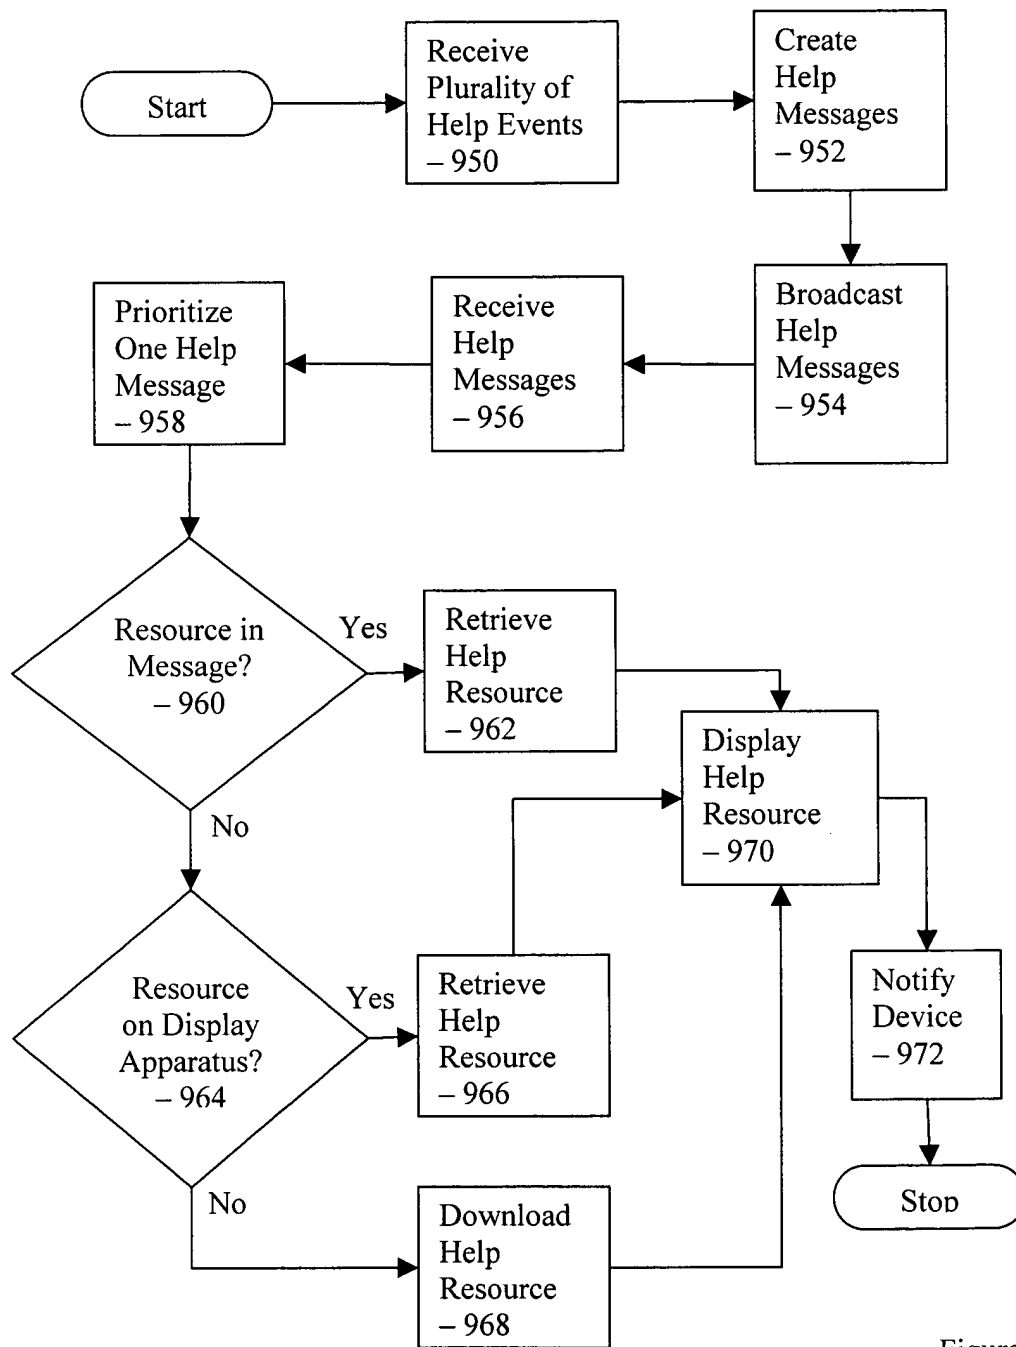 Start
Receive
Plurality of
Help Events
– 950
Create
Help
Messages
– 952
Prioritize
One Help
Message
– 958
Receive
Help
Messages
– 956
Broadcast
Help
Messages
– 954
Resource in
Message?
– 960
Yes
Retrieve
Help
Resource
– 962
Display
Help
Resource
– 970
No
Resource
on Display
Apparatus?
– 964
Yes
Retrieve
Help
Resource
– 966
Notify
Device
– 972
No
Download
Help
Resource
– 968
Stop